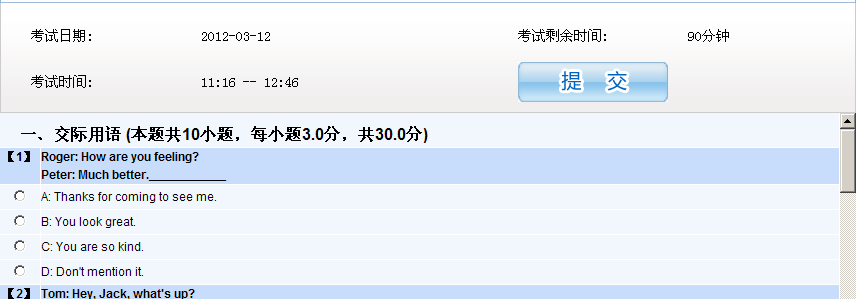 考试日期: 2012-03-12 考试剩余时间: 90分钟
考试时间: 11:16 -- 12:46 提 交
一、交际用语 (本题共10小题，每小题3.0分，共30.0分)
【1】 Roger: How are you feeling?
Peter: Much better.____________
A: Thanks for coming to see me.
B: You look great.
C: You are so kind.
D: Don't mention it.
【2】 Tom: Hey, Jack, what's up?